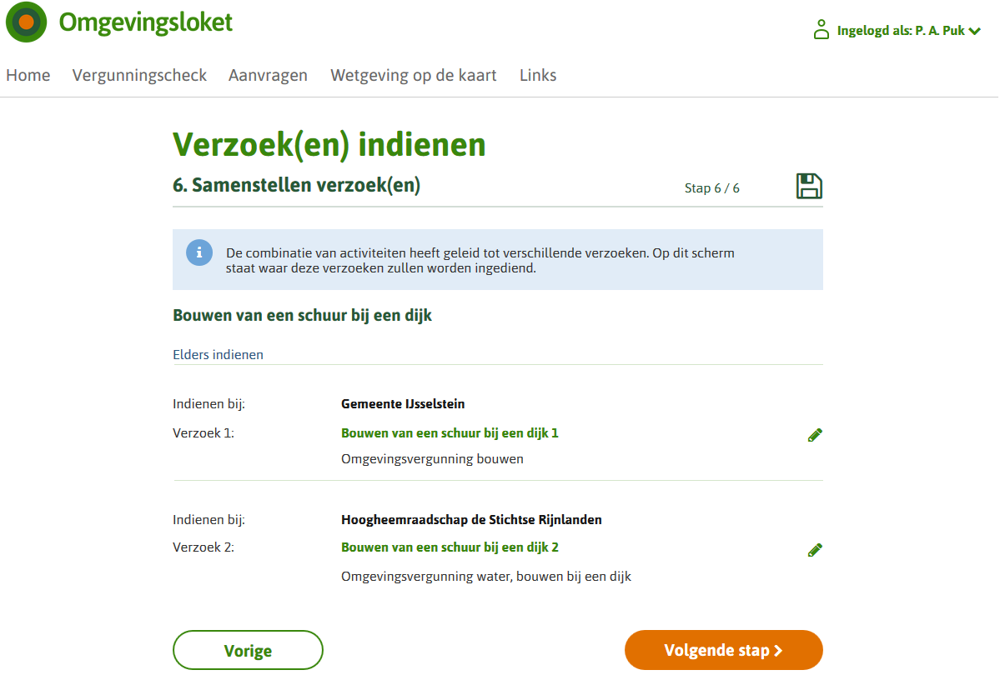 Omgevingsloket
Ingelogd als: P. A. Puk
Home Vergunningscheck Aanvragen Wetgeving op de kaart Links
Verzoek(en) indienen
6. Samenstellen verzoek(en)
Stap 6 / 6
i
De combinatie van activiteiten heeft geleid tot verschillende verzoeken. Op dit scherm
staat waar deze verzoeken zullen worden ingediend.
Bouwen van een schuur bij een dijk
Elders indienen
Indienen bij: Gemeente IJsselstein
Verzoek 1: Bouwen van een schuur bij een dijk 1
Omgevingsvergunning bouwen
Indienen bij: Hoogheemraadschap de Stichtse Rijnlanden
Verzoek 2: Bouwen van een schuur bij een dijk 2
Omgevingsvergunning water, bouwen bij een dijk
Vorige
Volgende stap